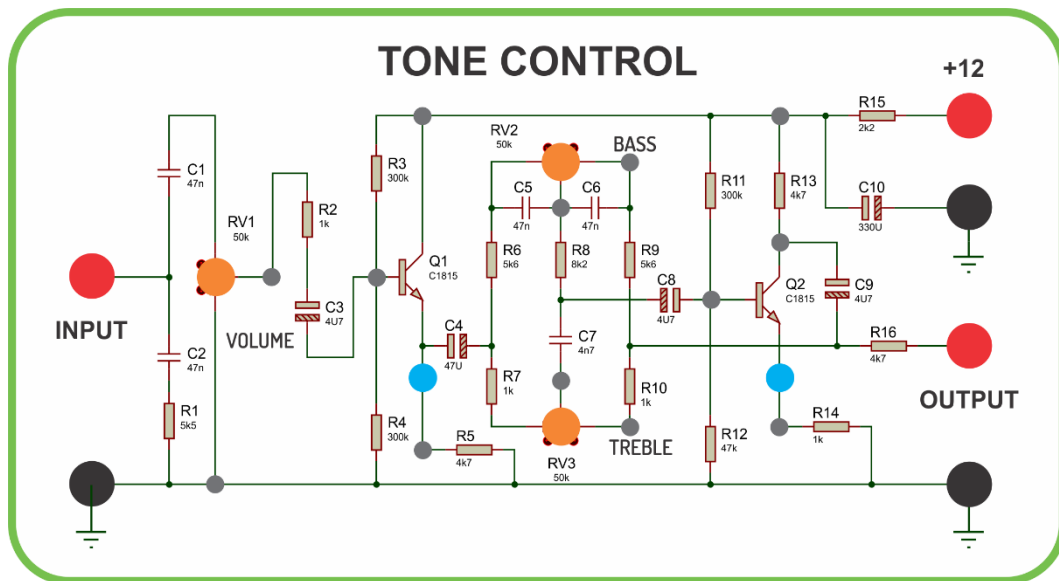 TONE CONTROL
+12
INPUT
C1
47n
C2
47n
R1
5k5
RV1
50k
VOLUME
R2
1k
C3
4U7
R3
300k
R4
300k
Q1
C1815
C4
47U
R5
4k7
RV2
50k
BASS
C5
47n
C6
47n
R6
5k6
R8
8k2
R9
5k6
C7
4n7
R7
1k
R10
1k
RV3
50k
TREBLE
C8
4U7
R11
300k
R12
47k
R13
4k7
Q2
C1815
R14
1k
C9
4U7
R15
2k2
C10
330U
R16
4k7
OUTPUT